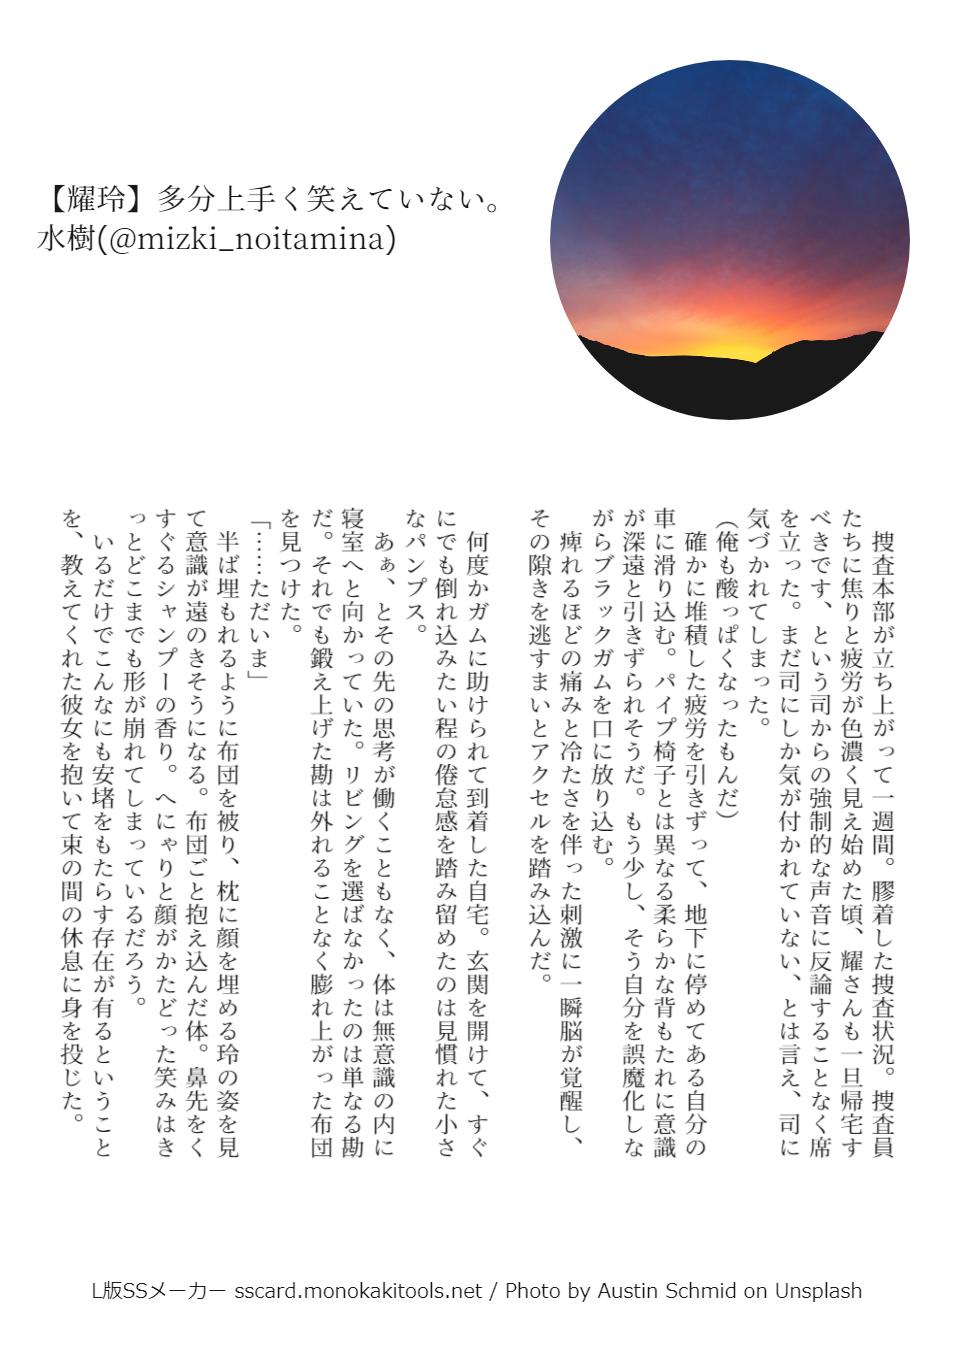 【耀玲】多分上手く笑えていない。
水樹(@mizki_noitamina)
捜査本部が立ち上がって一週間。膠着した捜査状況。捜査員
たちに焦りと疲労が色濃く見え始めた頃、耀さんも一旦帰宅す
べきです、という司からの強制的な声音に反論することなく席
を立った。まだ司にしか気が付かれていない、とは言え、司に
気づかれてしまった。
(俺も酸っぱくなったもんだ)
確かに堆積した疲労を引きずって、地下に停めてある自分の
車に滑り込む。パイプ椅子とは異なる柔らかな背もたれに意識
が深遠と引きずられそうだ。もう少し、そう自分を誤魔化しな
がらブラックガムを口に放り込む。
痺れるほどの痛みと冷たさを伴った刺激に一瞬脳が覚醒し、
その隙きを逃すまいとアクセルを踏み込んだ。
何度かガムに助けられて到着した自宅。玄関を開けて、すぐ
にでも倒れ込みたい程の倦怠感を踏み留めたのは見慣れた小さ
なパンプス。
あぁ、とその先の思考が働くこともなく、体は無意識の内に
寝室へと向かっていた。リビングを選ばなかったのは単なる勘
だ。それでも鍛え上げた勘は外れることなく膨れ上がった布団
を見つけた。
「……ただいま」
半ば埋もれるように布団を被り、枕に顔を埋める玲の姿を見
て意識が遠のきそうになる。布団ごと抱え込んだ体。鼻先をく
すぐるシャンプーの香り。へにゃりと顔がかたどった笑みはき
っとどこまでも形が崩れてしまっているだろう。
いるだけでこんなにも安堵をもたらす存在が有るということ
を、教えてくれた彼女を抱いて束の間の休息に身を投じた。
L版SSメーカー sscard.monokakitools.net / Photo by Austin Schmid on Unsplash